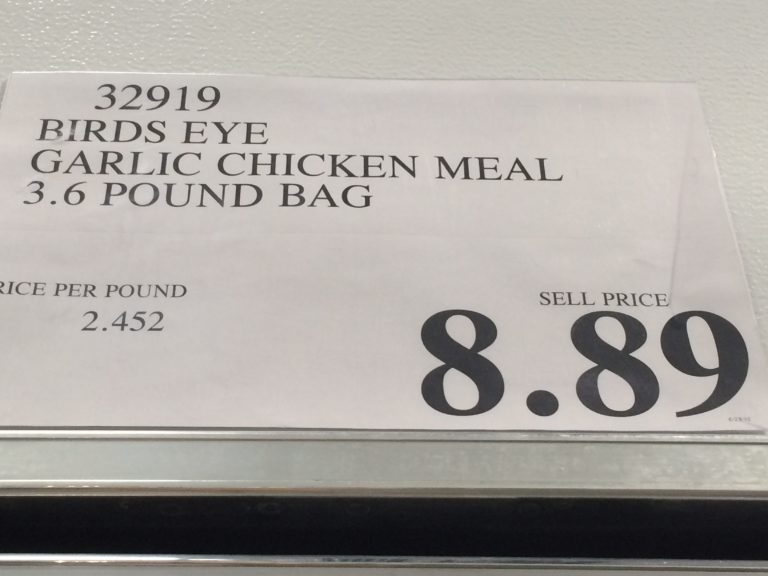 32919
BIRDS EYE
GARLIC CHICKEN MEAL
3.6 POUND BAG
RICE PER POUND
2.452
SELL PRICE
8.89